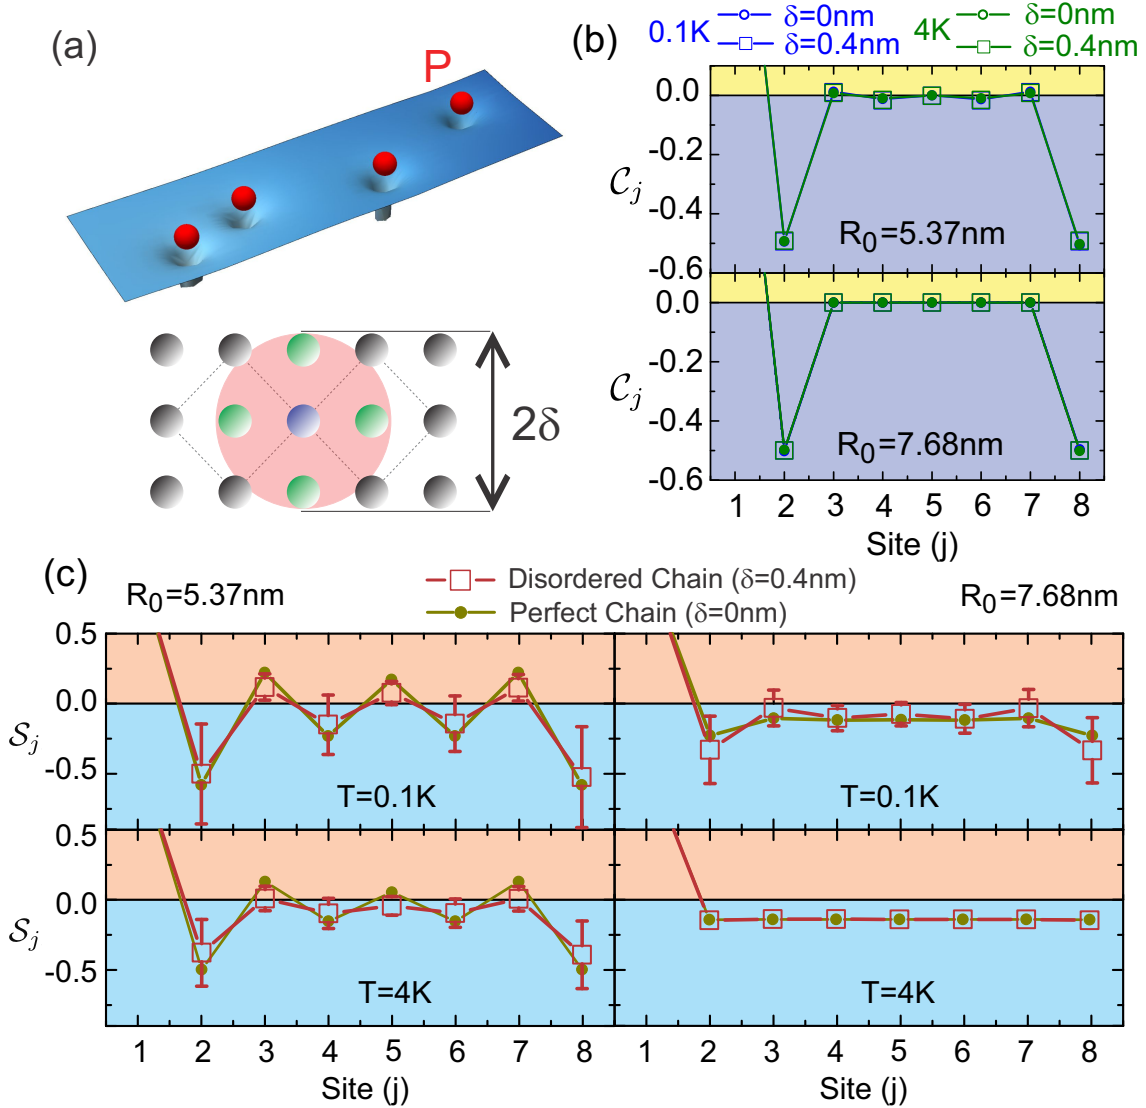 (a)
P
2δ
(b)
0.1K δ=0nm 4K δ=0nm
δ=0.4nm δ=0.4nm
0.0
-0.2
-0.4
-0.6
𝒞j
R0=5.37nm
0.0
-0.2
-0.4
-0.6
𝒞j
R0=7.68nm
1 2 3 4 5 6 7 8
Site (j)
(c)
R0=5.37nm
Disordered Chain (δ=0.4nm)
Perfect Chain (δ=0nm)
R0=7.68nm
0.5
0.0
-0.5
𝒮j
T=0.1K
T=0.1K
0.5
0.0
-0.5
𝒮j
T=4K
T=4K
1 2 3 4 5 6 7 8
1 2 3 4 5 6 7 8
Site (j)
Site (j)